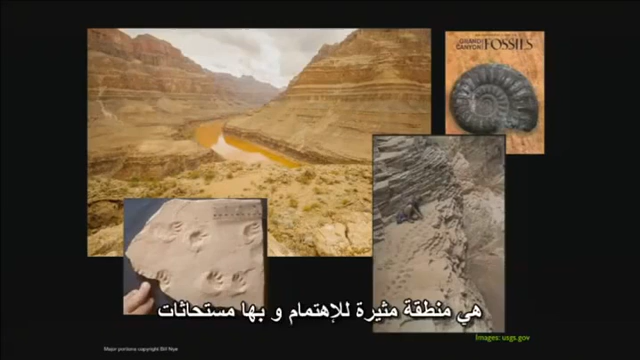 GRAND CANYON FOSSILS
هي منطقة مثيرة للإهتمام و بها مستحاثات
Images: usgs.gov
Major portions copyright Bill Nye